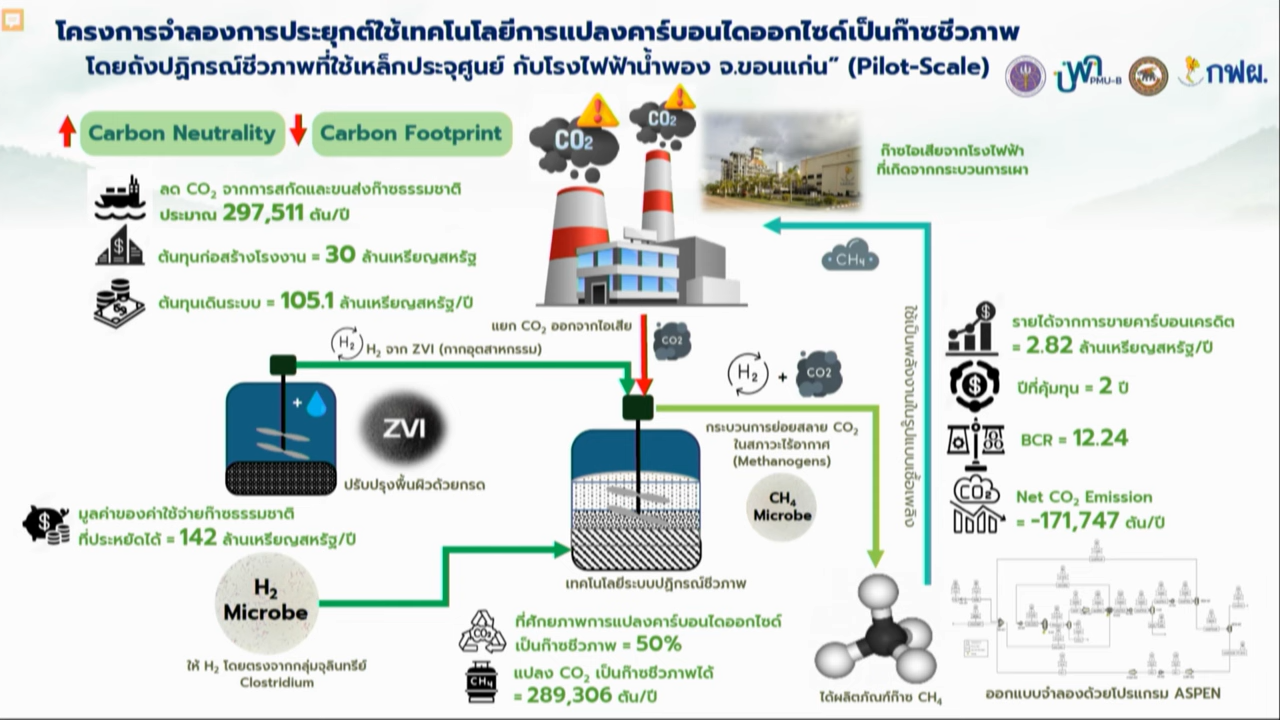 โครงการจำลองการประยุกต์ใช้เทคโนโลยีการแปลงคาร์บอนไดออกไซด์เป็นก๊าซชีวภาพ
โดยถังปฏิกรณ์ชีวภาพที่ใช้เหล็กประจุศูนย์ กับโรงไฟฟ้าน้ำพอง จ.ขอนแก่น” (Pilot-Scale)
PMU-B
กฟผ.
Carbon Neutrality
Carbon Footprint
CO₂
CO₂
ก๊าซไอเสียจากโรงไฟฟ้า
ที่เกิดจากกระบวนการเผา
ลด CO₂ จากการสกัดและขนส่งก๊าซธรรมชาติ
ประมาณ 297,511 ตัน/ปี
ต้นทุนก่อสร้างโรงงาน = 30 ล้านเหรียญสหรัฐ
ต้นทุนเดินระบบ = 105.1 ล้านเหรียญสหรัฐ/ปี
CH₄
แยก CO₂ ออกจากไอเสีย
CO2
H₂
H₂ จาก ZVI (กากอุตสาหกรรม)
H₂ + CO2
ใช้เป็นพลังงานในรูปแบบเชื้อเพลิง
รายได้จากการขายคาร์บอนเครดิต
= 2.82 ล้านเหรียญสหรัฐ/ปี
ปีที่คุ้มทุน = 2 ปี
BCR = 12.24
CO₂
Net CO₂ Emission
= -171,747 ตัน/ปี
+
ZVI
ปรับปรุงพื้นผิวด้วยกรด
กระบวนการย่อยสลาย CO₂
ในสภาวะไร้อากาศ
(Methanogens)
CH₄
Microbe
มูลค่าของค่าใช้จ่ายก๊าซธรรมชาติ
ที่ประหยัดได้ = 142 ล้านเหรียญสหรัฐ/ปี
H₂
Microbe
ให้ H₂ โดยตรงจากกลุ่มจุลินทรีย์
Clostridium
เทคโนโลยีระบบปฏิกรณ์ชีวภาพ
CO₂
ที่ศักยภาพการแปลงคาร์บอนไดออกไซด์
เป็นก๊าซชีวภาพ = 50%
CH₄
แปลง CO₂ เป็นก๊าซชีวภาพได้
= 289,306 ตัน/ปี
ได้ผลิตภัณฑ์ก๊าซ CH₄
ออกแบบจำลองด้วยโปรแกรม ASPEN